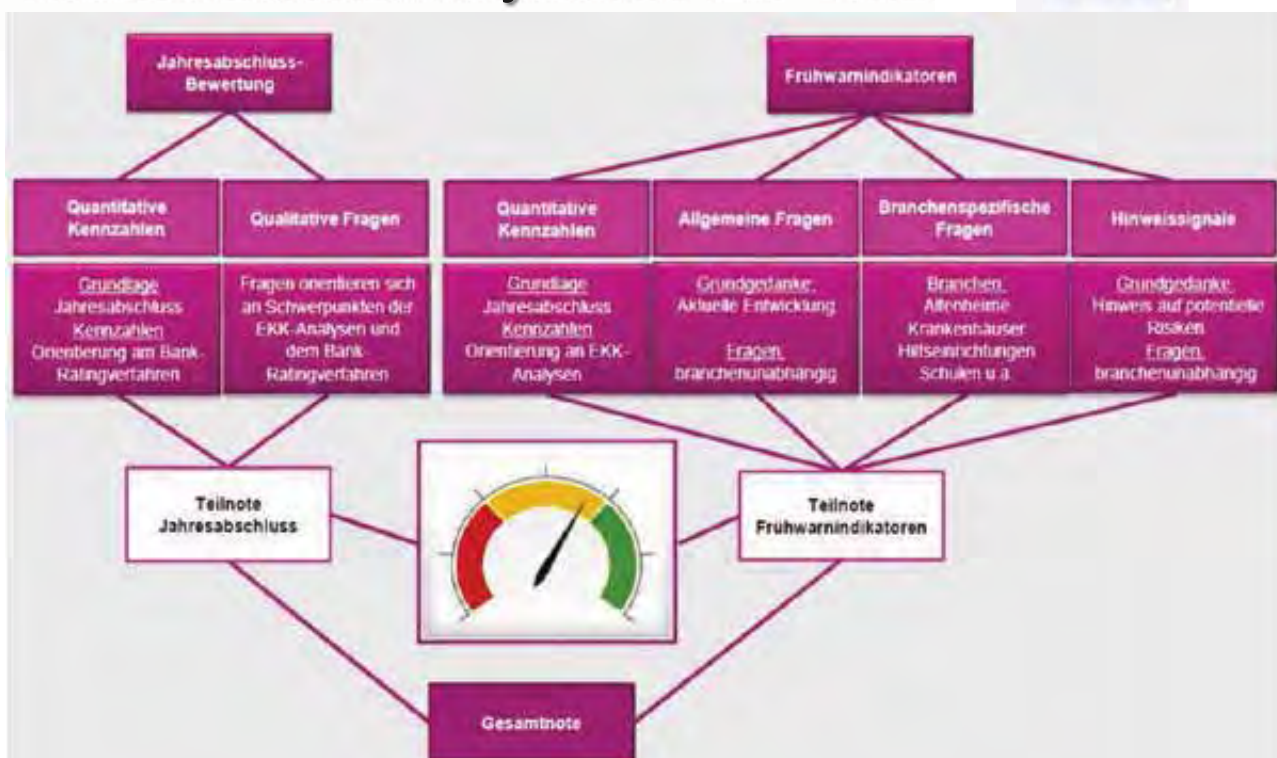 Jahresabschluss-
Bewertung
Frühwarnindikatoren
Quantitative
Kennzahlen
Qualitative Fragen
Quantitative
Kennzahlen
Allgemeine Fragen
Branchenspezifische
Fragen
Hinweissignale
Grundlage
Jahresabschluss
Kennzahlen
Orientierung am Bank-
Ratingverfahren
Fragen orientieren sich
an Schwerpunkten der
EKK-Analysen und
dem Bank-
Ratingverfahren
Grundlage
Jahresabschluss
Kennzahlen
Orientierung an EKK-
Analysen
Grundgedanke:
Aktuelle Entwicklung
Fragen:
branchenunabhängig
Branchen:
Altenheime
Krankenhäuser
Hilfseinrichtungen
Schulen u.a.
Grundgedanke:
Hinweis auf potentielle
Risiken
Fragen:
branchenunabhängig
Teilnote
Jahresabschluss
Teilnote
Frühwarnindikatoren
Gesamtnote